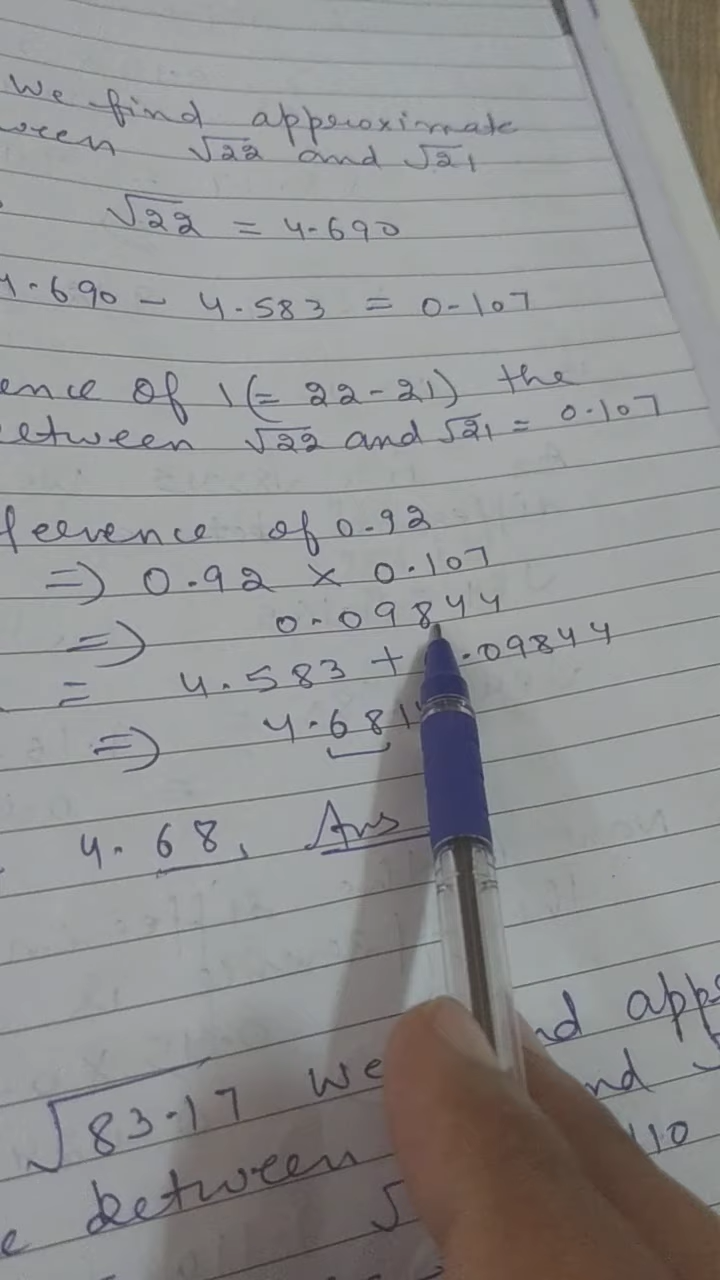 We find approximate
ween √22 and √21
√22 = 4.690
4.690 - 4.583 = 0.107
ence of 1 (= 22-21) the
etween √22 and √21 = 0.107
ference of 0.92
=) 0.92 × 0.107
=) 0.09844
= 4.583 + .09844
=) 4.681
4.68, Ans
nd app
√83.17 we nd √
e between 110
√